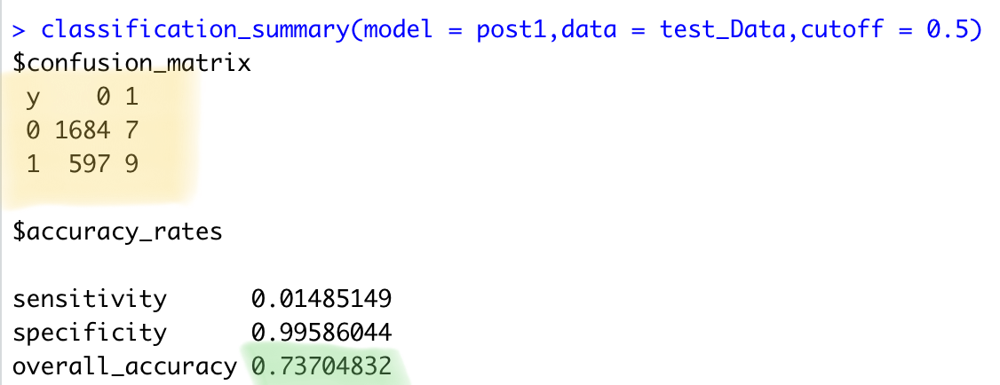 > classification_summary(model = post1,data = test_Data,cutoff = 0.5)
$confusion_matrix
 y    0 1
 0 1684 7
 1  597 9
$accuracy_rates
sensitivity      0.01485149
specificity      0.99586044
overall_accuracy 0.73704832